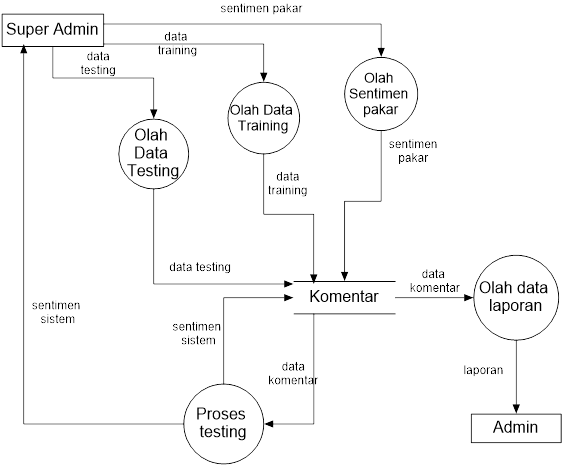 sentimen pakar
Super Admin
data
training
data
testing
Olah
Sentimen
pakar
Olah Data
Training
Olah
Data
Testing
sentimen
pakar
data
training
data testing
Komentar
data
komentar
Olah data
laporan
sentimen
sistem
sentimen
sistem
data
komentar
laporan
Proses
testing
Admin